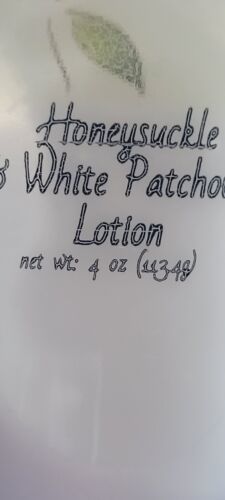 Honeysuckle
& White Patchou
Lotion
net wt: 4 oz (113.4g)